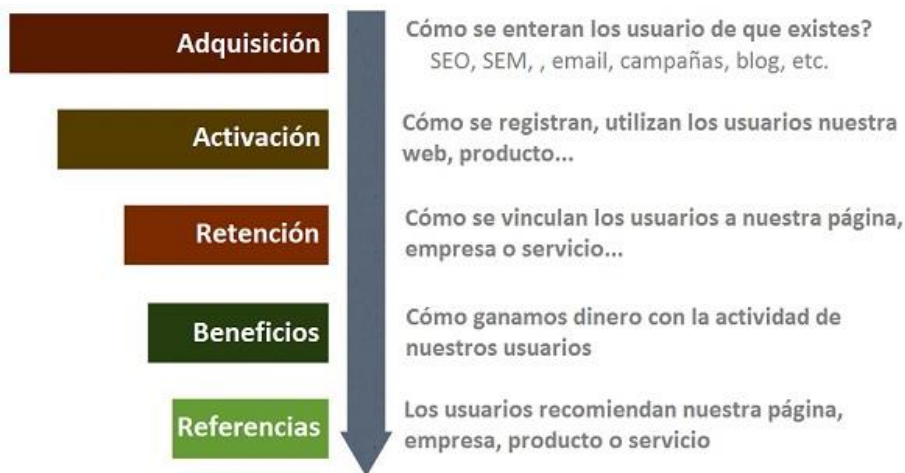 Adquisición
Cómo se enteran los usuario de que existes?
SEO, SEM, , email, campañas, blog, etc.
Activación
Cómo se registran, utilizan los usuarios nuestra
web, producto...
Retención
Cómo se vinculan los usuarios a nuestra página,
empresa o servicio...
Beneficios
Cómo ganamos dinero con la actividad de
nuestros usuarios
Referencias
Los usuarios recomiendan nuestra página,
empresa, producto o servicio